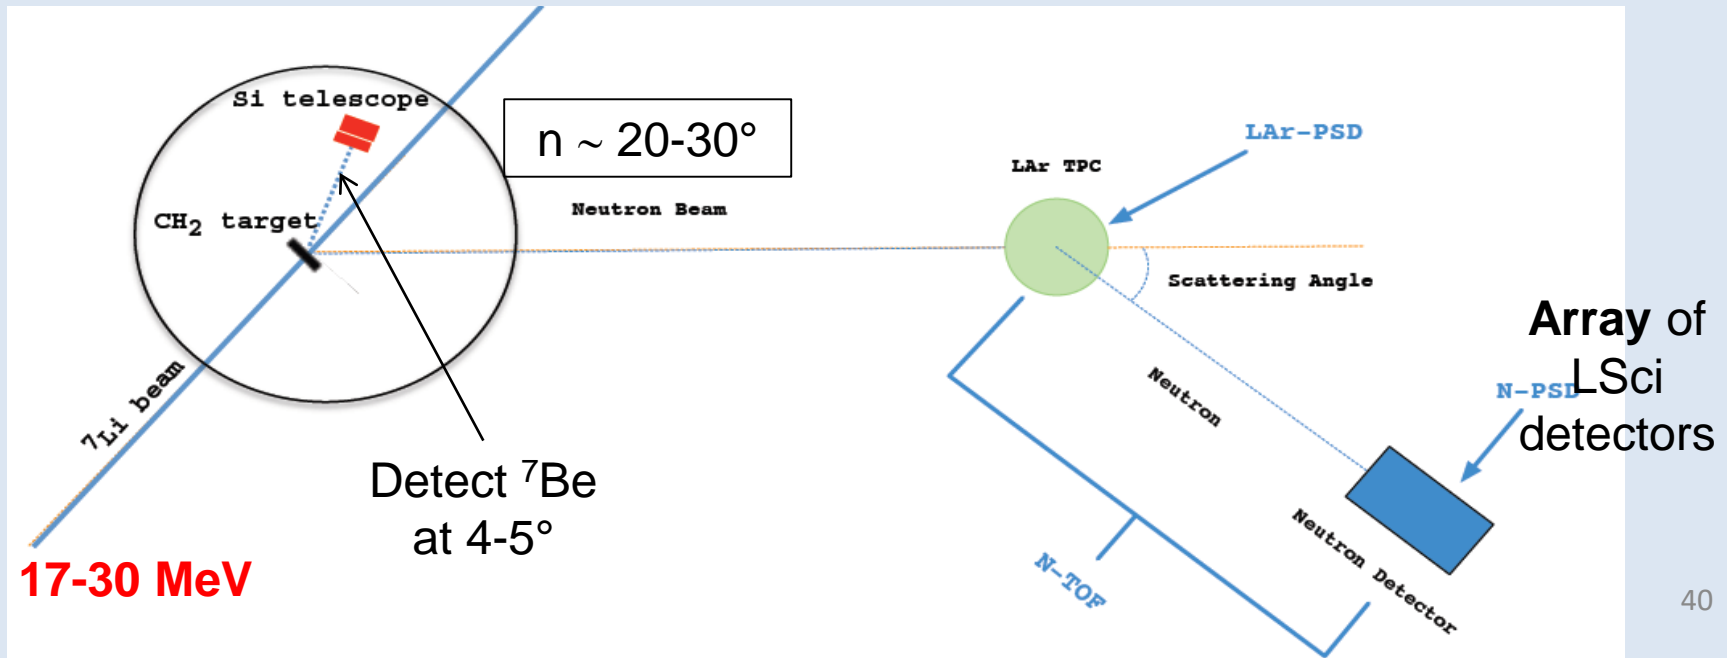 Si telescope
n ~ 20-30°
LAr-PSD
LAr TPC
CH₂ target
Neutron Beam
Scattering Angle
Array of
LSci
N-PSD
detectors
Neutron
⁷Li beam
Detect ⁷Be
at 4-5°
17-30 MeV
N-TOF
Neutron Detector
40